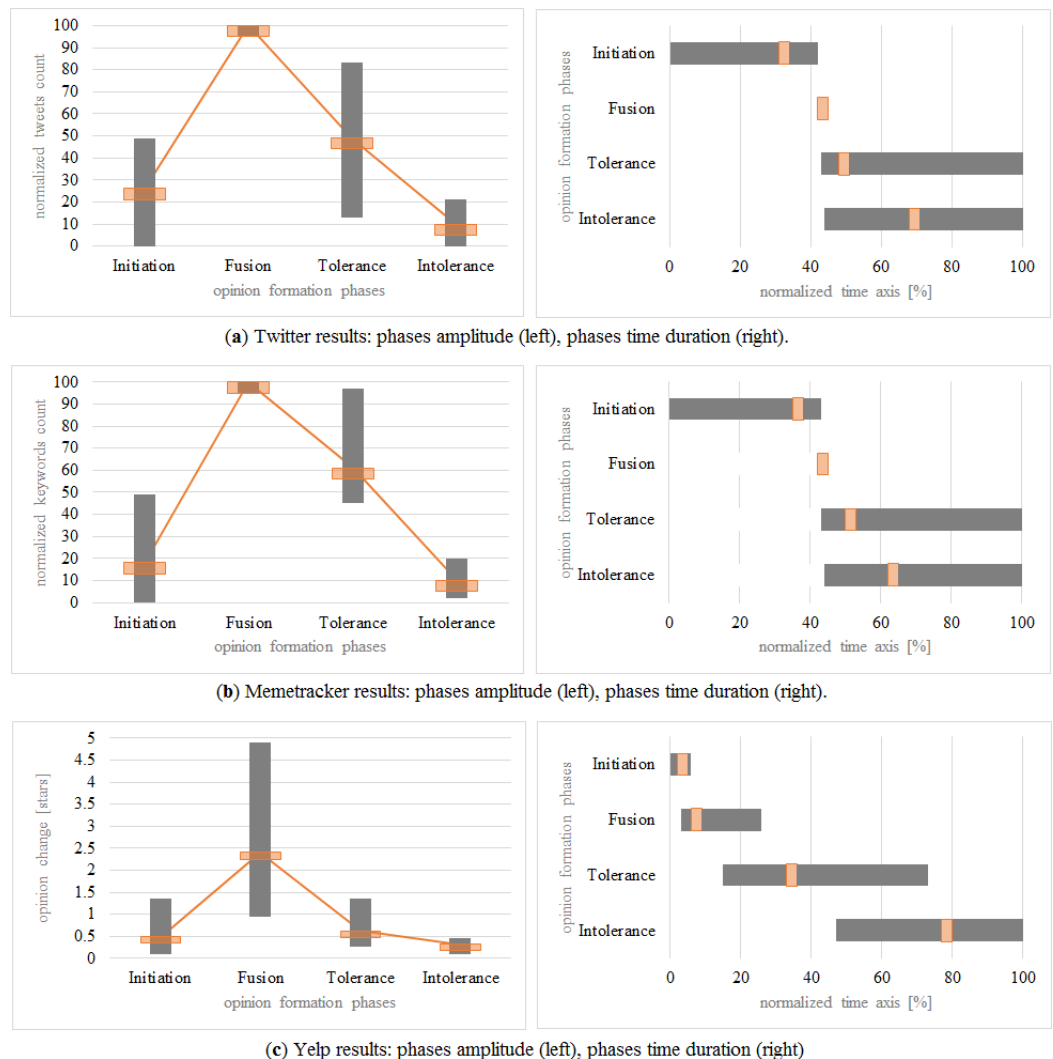 normalized tweets count
100
90
80
70
60
50
40
30
20
10
0
Initiation Fusion Tolerance Intolerance
opinion formation phases
opinion formation phases
Initiation
Fusion
Tolerance
Intolerance
0 20 40 60 80 100
normalized time axis [%]
(a) Twitter results: phases amplitude (left), phases time duration (right).
normalized keywords count
100
90
80
70
60
50
40
30
20
10
0
Initiation Fusion Tolerance Intolerance
opinion formation phases
opinion formation phases
Initiation
Fusion
Tolerance
Intolerance
0 20 40 60 80 100
normalized time axis [%]
(b) Memetracker results: phases amplitude (left), phases time duration (right).
opinion change [stars]
5
4.5
4
3.5
3
2.5
2
1.5
1
0.5
0
Initiation Fusion Tolerance Intolerance
opinion formation phases
opinion formation phases
Initiation
Fusion
Tolerance
Intolerance
0 20 40 60 80 100
normalized time axis [%]
(c) Yelp results: phases amplitude (left), phases time duration (right)